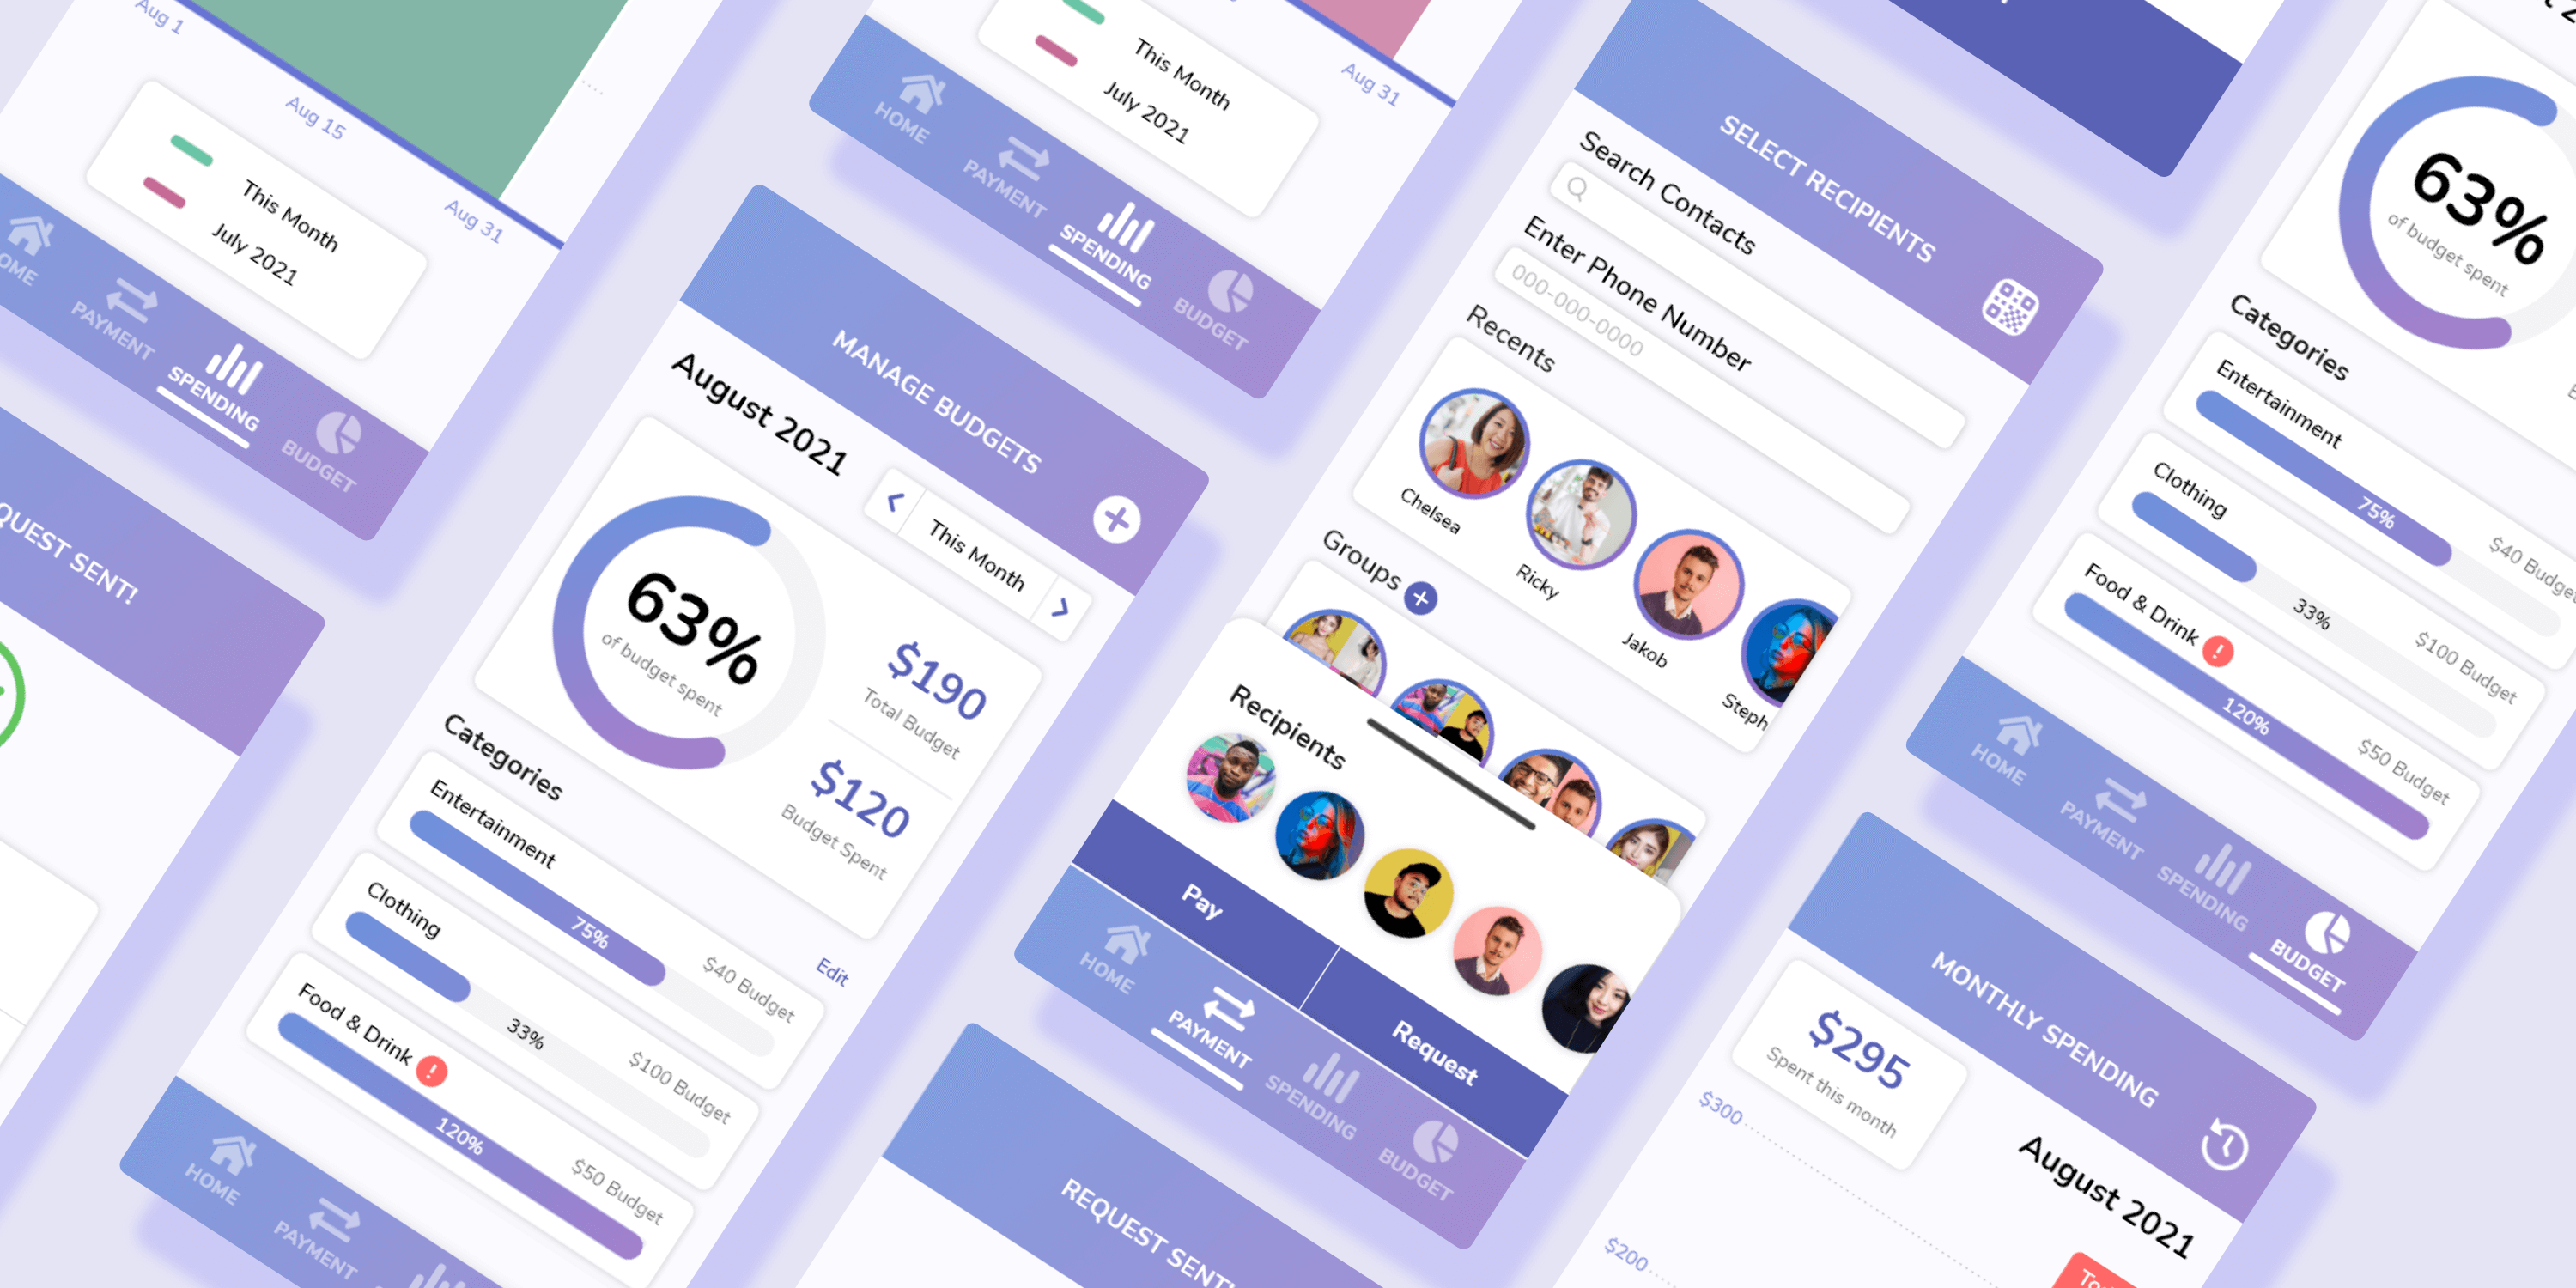 Aug 1
Aug 15
Aug 31
This Month
July 2021
PAYMENT
SPENDING
BUDGET
SENT!
This Month
July 2021
Aug 31
HOME
PAYMENT
SPENDING
BUDGET
MANAGE BUDGETS
August 2021
This Month
63%
of budget spent
$190
Total Budget
$120
Budget Spent
Categories
Edit
Entertainment
75%
$40 Budget
Clothing
33%
$100 Budget
Food & Drink
!
120%
$50 Budget
HOME
PAYMENT
SELECT RECIPIENTS
Search Contacts
Enter Phone Number
000-000-0000
Recents
Chelsea
Ricky
Jakob
Steph
Groups
Recipients
Pay
Request
HOME
PAYMENT
SPENDING
BUDGET
REQUEST SENT!
63%
of budget spent
Categories
Entertainment
75%
$40 Budget
Clothing
33%
$100 Budget
Food & Drink
!
120%
$50 Budget
HOME
PAYMENT
SPENDING
BUDGET
MONTHLY SPENDING
$295
Spent this month
August 2021
$300
$200